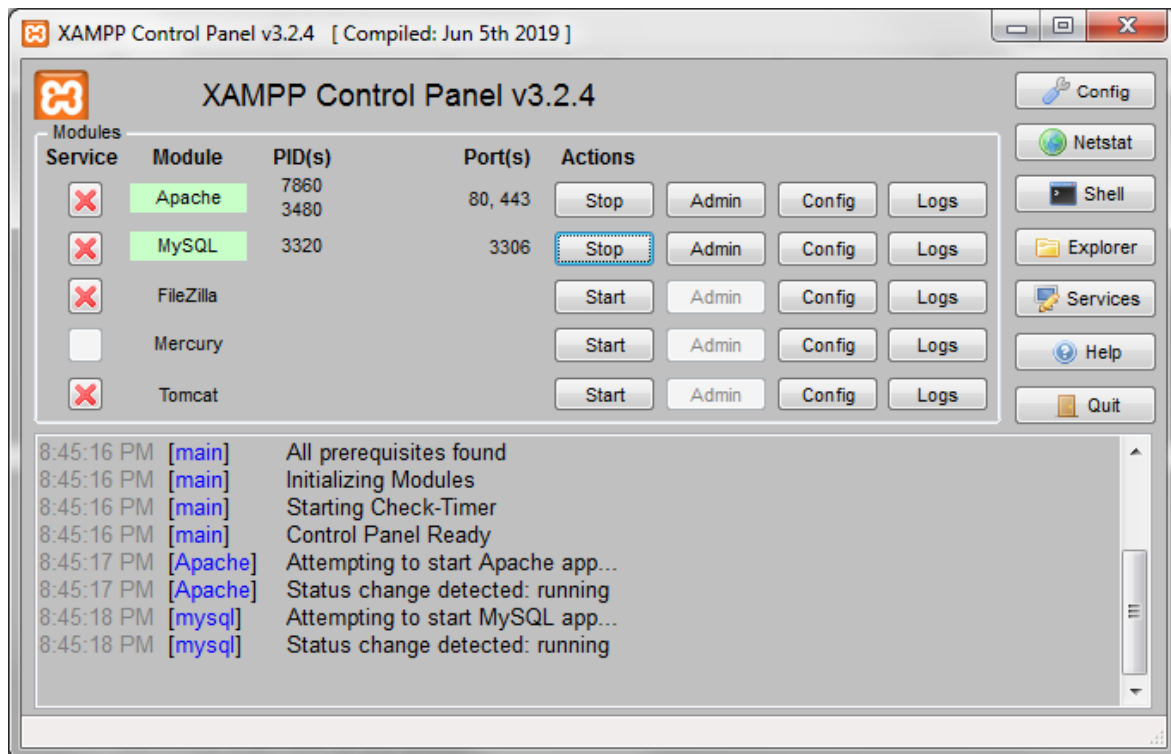 XAMPP Control Panel v3.2.4 [ Compiled: Jun 5th 2019 ]
XAMPP Control Panel v3.2.4
Config
Modules
Service Module PID(s) Port(s) Actions
Netstat
Apache 7860 3480 80, 443 Stop Admin Config Logs
Shell
MySQL 3320 3306 Stop Admin Config Logs
Explorer
FileZilla Start Admin Config Logs
Services
Mercury Start Admin Config Logs
Help
Tomcat Start Admin Config Logs
Quit
8:45:16 PM [main] All prerequisites found
8:45:16 PM [main] Initializing Modules
8:45:16 PM [main] Starting Check-Timer
8:45:16 PM [main] Control Panel Ready
8:45:17 PM [Apache] Attempting to start Apache app...
8:45:17 PM [Apache] Status change detected: running
8:45:18 PM [mysql] Attempting to start MySQL app...
8:45:18 PM [mysql] Status change detected: running